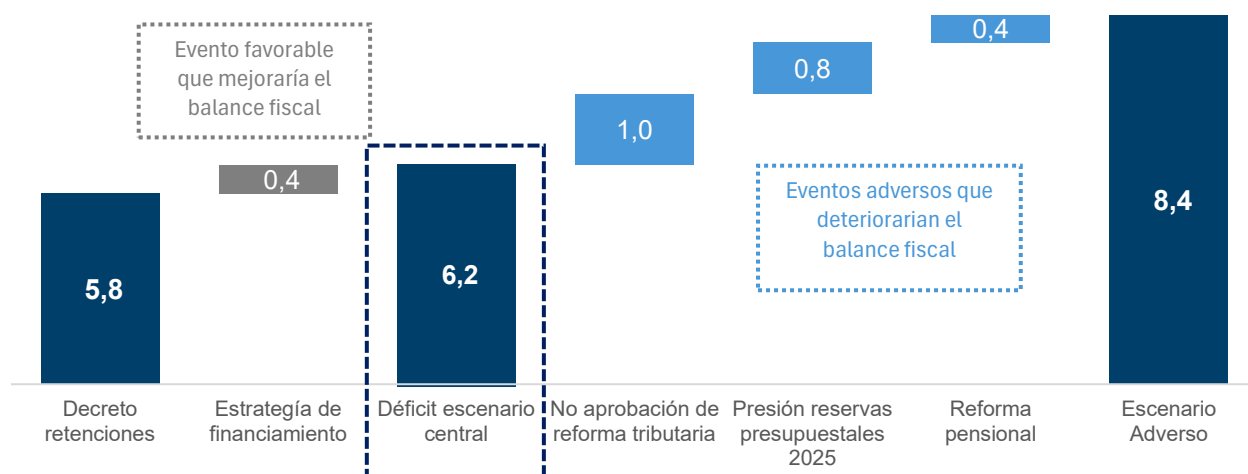 Evento favorable
que mejoraría el
balance fiscal
0,4
0,8
1,0
0,4
Eventos adversos que
deteriorarian el
balance fiscal
5,8
6,2
8,4
Decreto
retenciones
Estrategía de
financiamiento
Déficit escenario
central
No aprobación de
reforma tributaria
Presión reservas
presupuestales
2025
Reforma
pensional
Escenario
Adverso